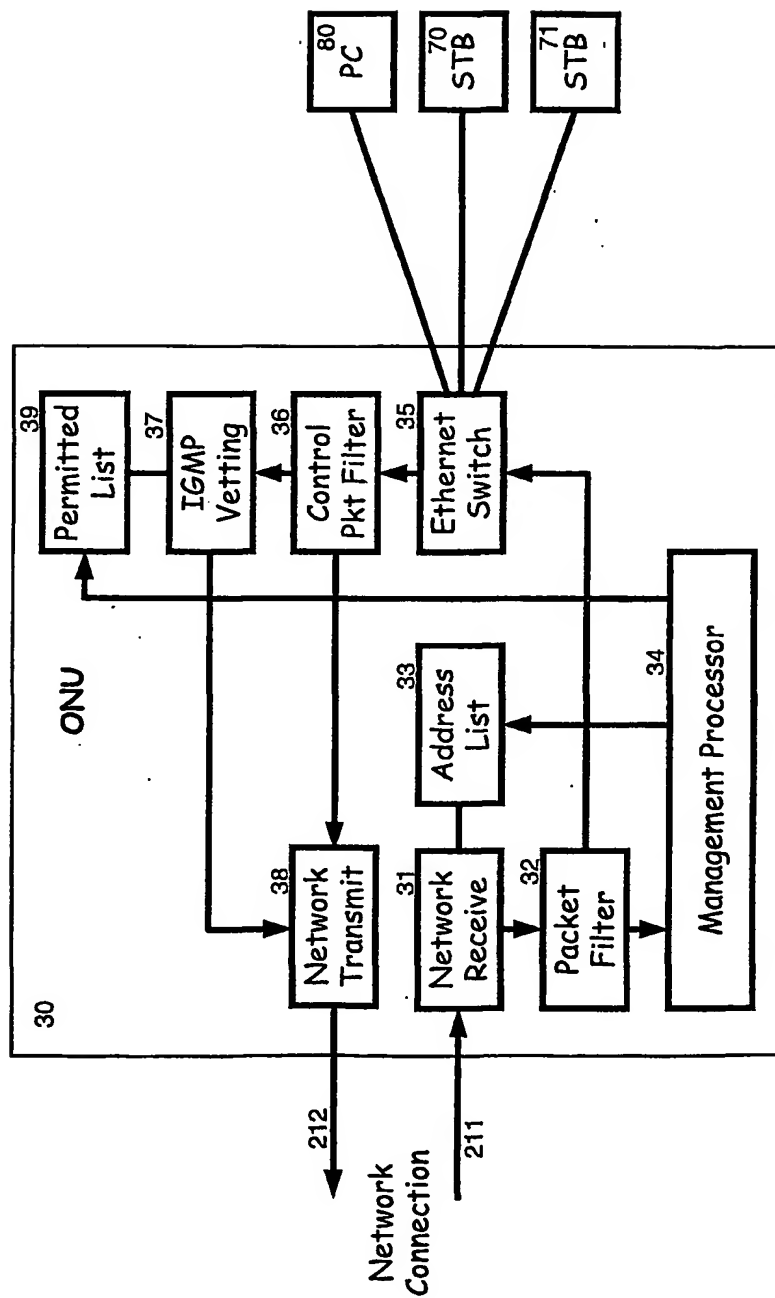 30
ONU
39
Permitted
List
37
IGMP
Vetting
36
Control
Pkt Filter
35
Ethernet
Switch
38
Network
Transmit
31
Network
Receive
33
Address
List
32
Packet
Filter
34
Management Processor
212
Network
Connection
211
80
PC
70
STB
71
STB